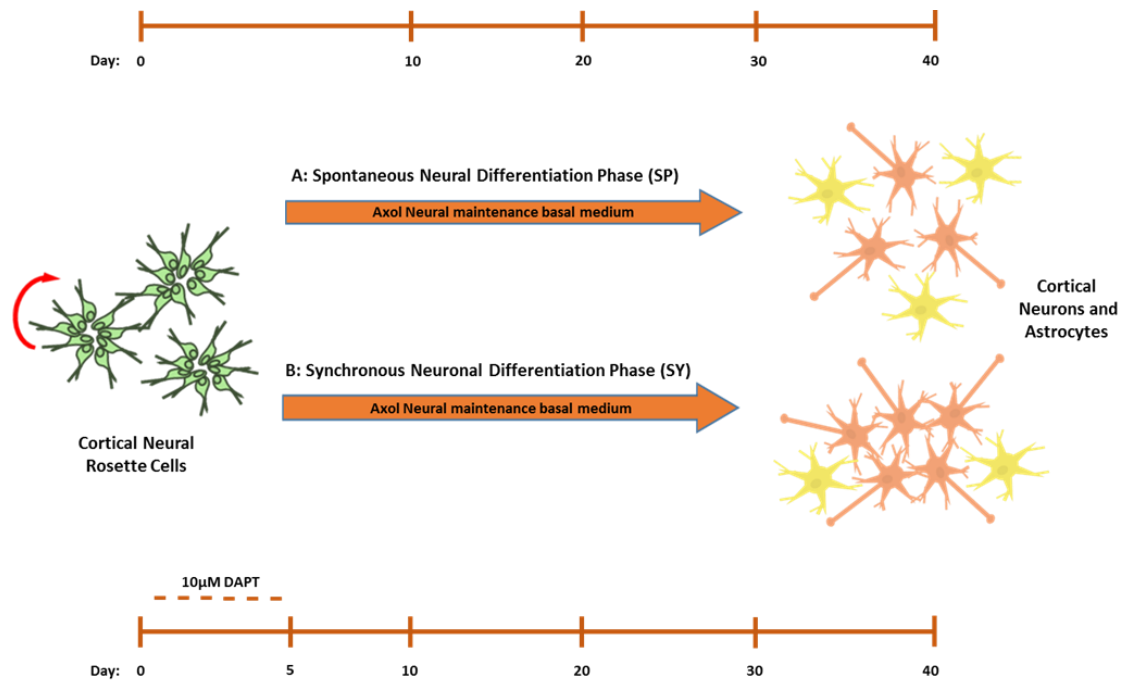 Day: 0 10 20 30 40
A: Spontaneous Neural Differentiation Phase (SP)
Axol Neural maintenance basal medium
Cortical
Neurons and
Astrocytes
B: Synchronous Neuronal Differentiation Phase (SY)
Axol Neural maintenance basal medium
Cortical Neural
Rosette Cells
10μM DAPT
Day: 0 5 10 20 30 40